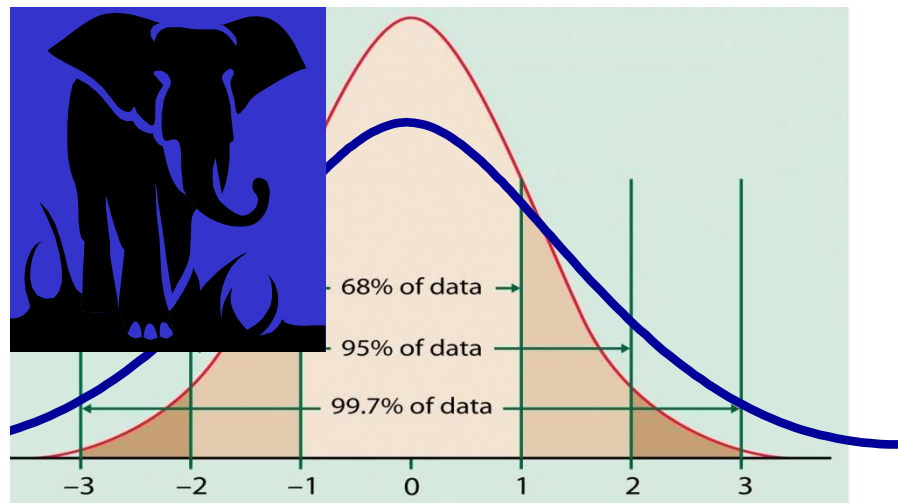 68% of data
95% of data
99.7% of data
−3 −2 −1 0 1 2 3